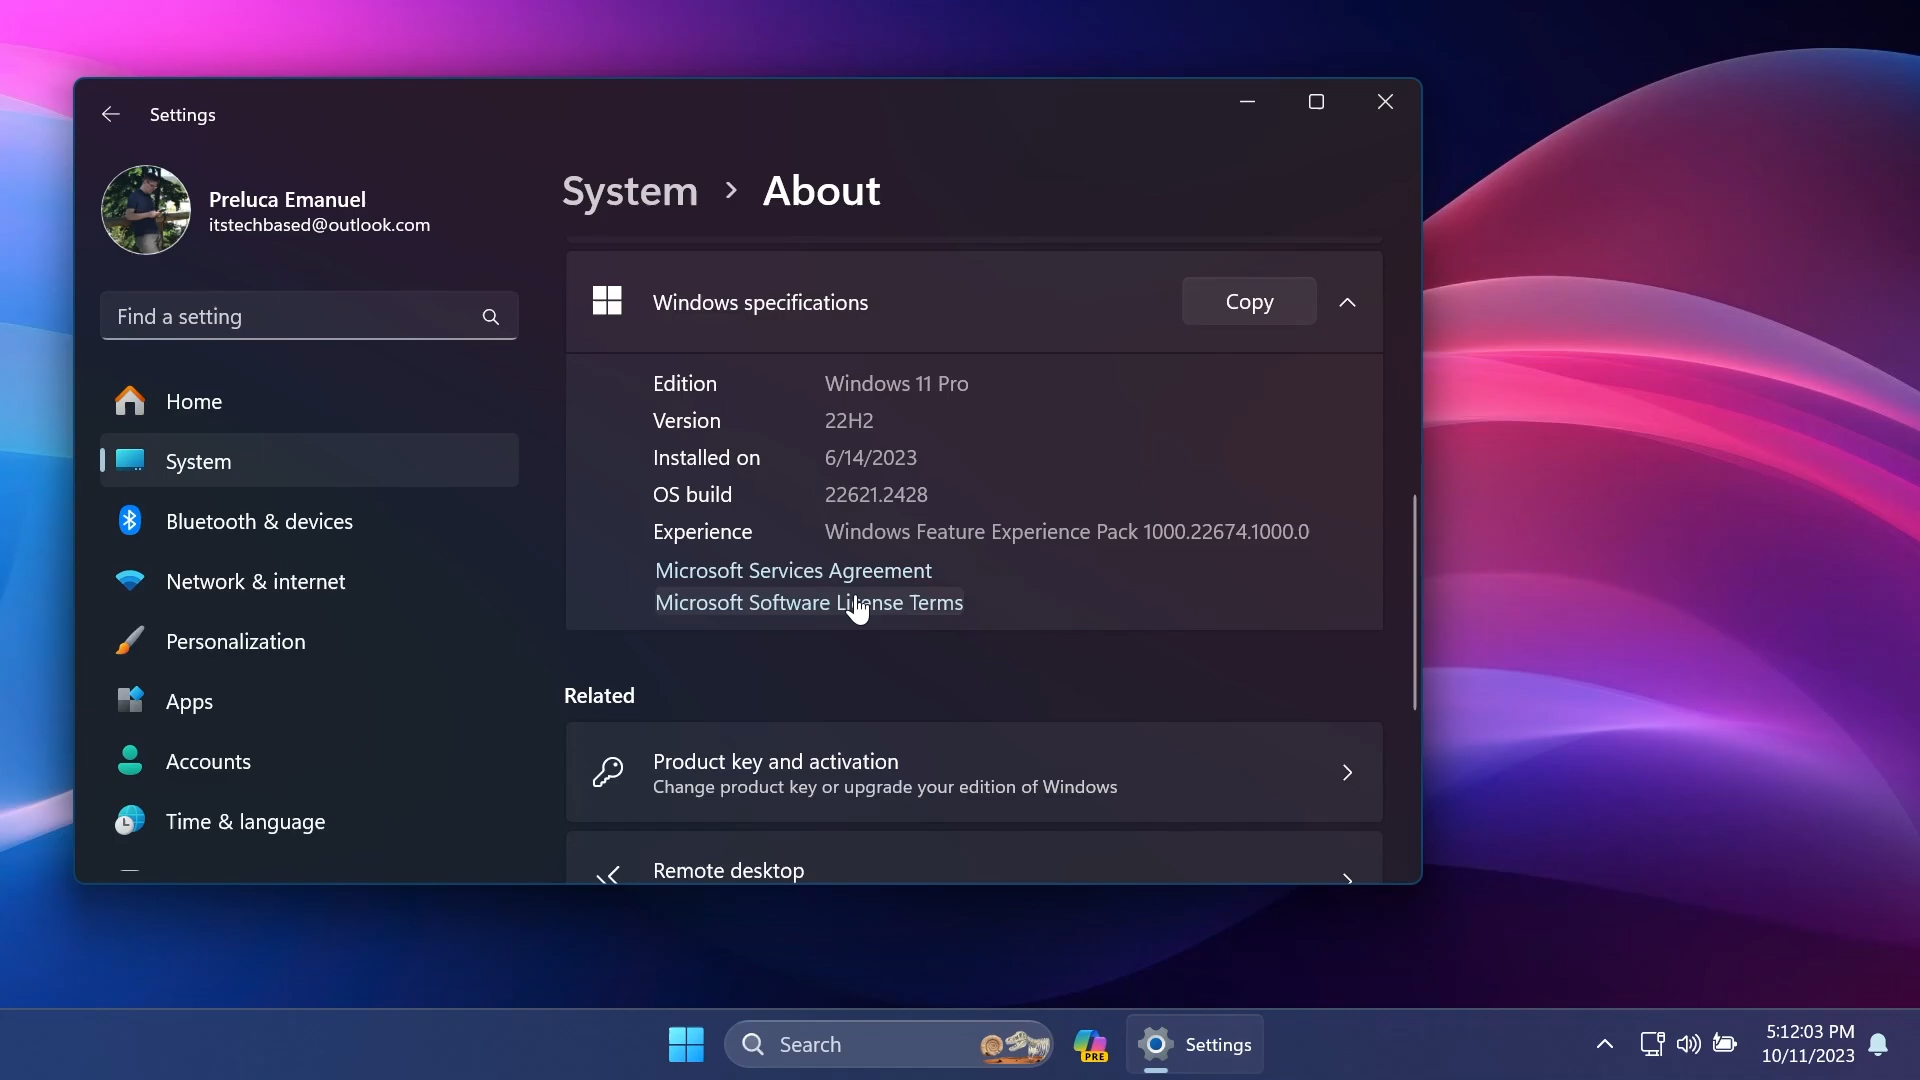 Settings
Preluca Emanuel
itstechbased@outlook.com
Find a setting
Home
System
Bluetooth & devices
Network & internet
Personalization
Apps
Accounts
Time & language
System > About
Windows specifications
Copy
Edition Windows 11 Pro
Version 22H2
Installed on 6/14/2023
OS build 22621.2428
Experience Windows Feature Experience Pack 1000.22674.1000.0
Microsoft Services Agreement
Microsoft Software License Terms
Related
Product key and activation
Change product key or upgrade your edition of Windows
Remote desktop
Search
PRE
Settings
5:12:03 PM
10/11/2023